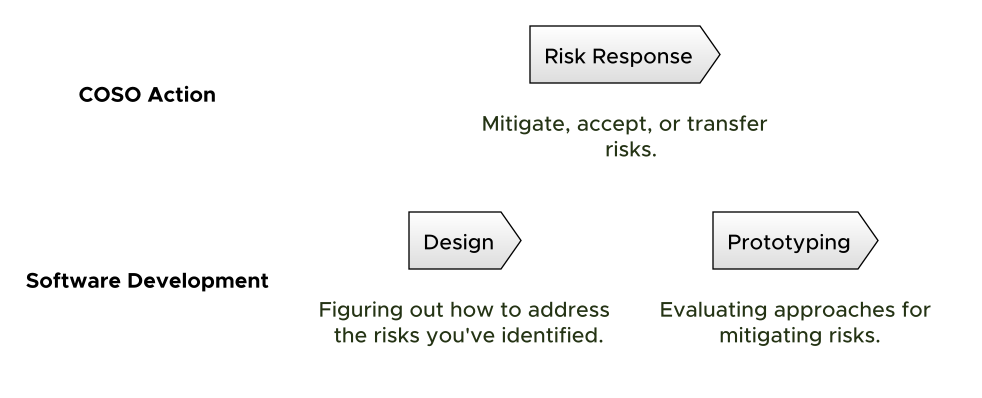 Risk Response
COSO Action
Mitigate, accept, or transfer
risks.
Design
Prototyping
Software Development
Figuring out how to address
the risks you've identified.
Evaluating approaches for
mitigating risks.